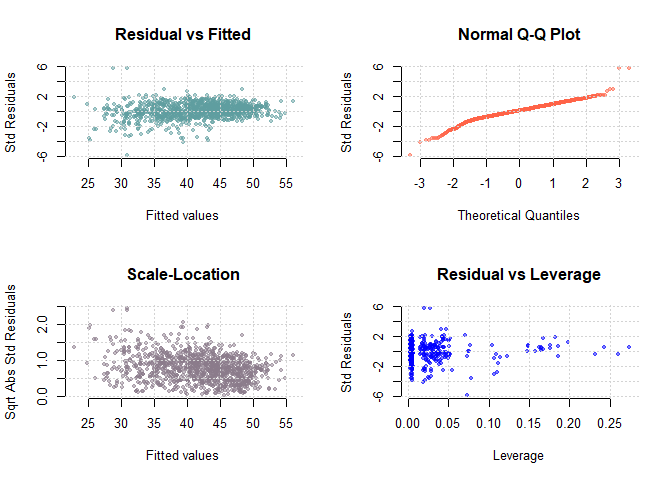 Residual vs Fitted
Std Residuals
6
2
-2
-6
25 30 35 40 45 50 55
Fitted values
Normal Q-Q Plot
Std Residuals
6
2
-2
-6
-3 -2 -1 0 1 2 3
Theoretical Quantiles
Scale-Location
Sqrt Abs Std Residuals
2.0
1.0
0.0
25 30 35 40 45 50 55
Fitted values
Residual vs Leverage
Std Residuals
6
2
-2
-6
0.00 0.05 0.10 0.15 0.20 0.25
Leverage